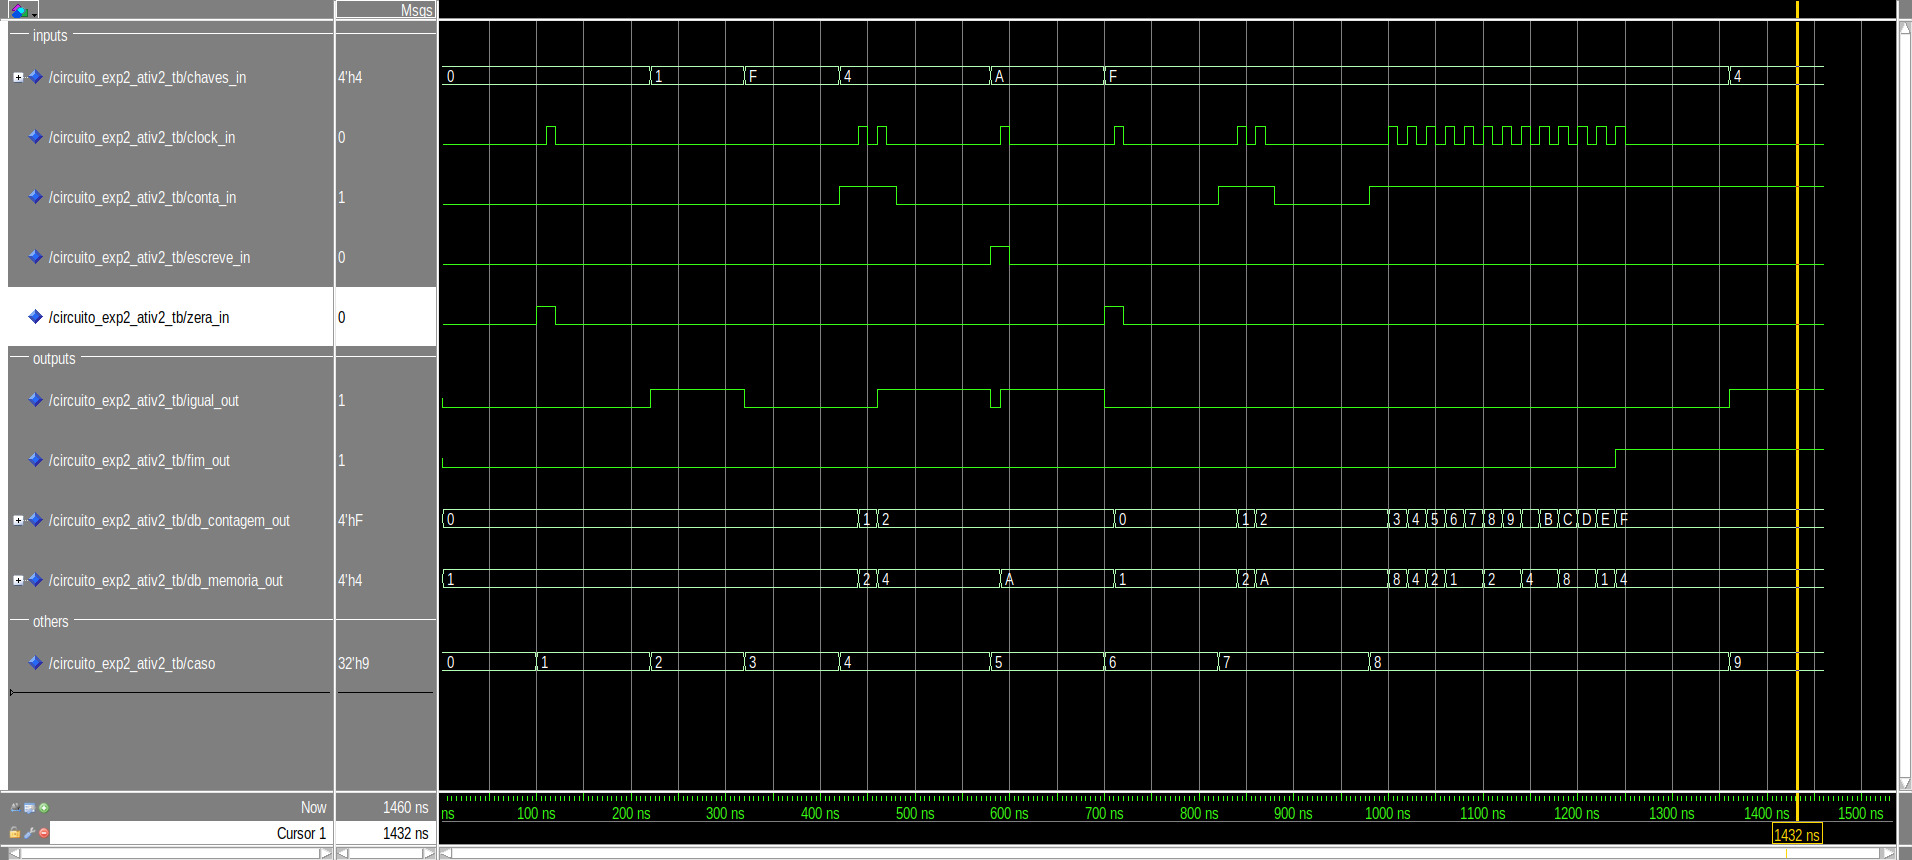 Msgs
inputs
/circuito_exp2_ativ2_tb/chaves_in 4'h4 0 1 F 4 A F 4
/circuito_exp2_ativ2_tb/clock_in 0
/circuito_exp2_ativ2_tb/conta_in 1
/circuito_exp2_ativ2_tb/escreve_in 0
/circuito_exp2_ativ2_tb/zera_in 0
outputs
/circuito_exp2_ativ2_tb/igual_out 1
/circuito_exp2_ativ2_tb/fim_out 1
/circuito_exp2_ativ2_tb/db_contagem_out 4'hF 0 1 2 0 1 2 3 4 5 6 7 8 9 B C D E F
/circuito_exp2_ativ2_tb/db_memoria_out 4'h4 1 2 4 A 1 2 A 8 4 2 1 2 4 8 1 4
others
/circuito_exp2_ativ2_tb/caso 32'h9 0 1 2 3 4 5 6 7 8 9
Now 1460 ns ns 100 ns 200 ns 300 ns 400 ns 500 ns 600 ns 700 ns 800 ns 900 ns 1000 ns 1100 ns 1200 ns 1300 ns 1400 ns 1500 ns
Cursor 1 1432 ns 1432 ns